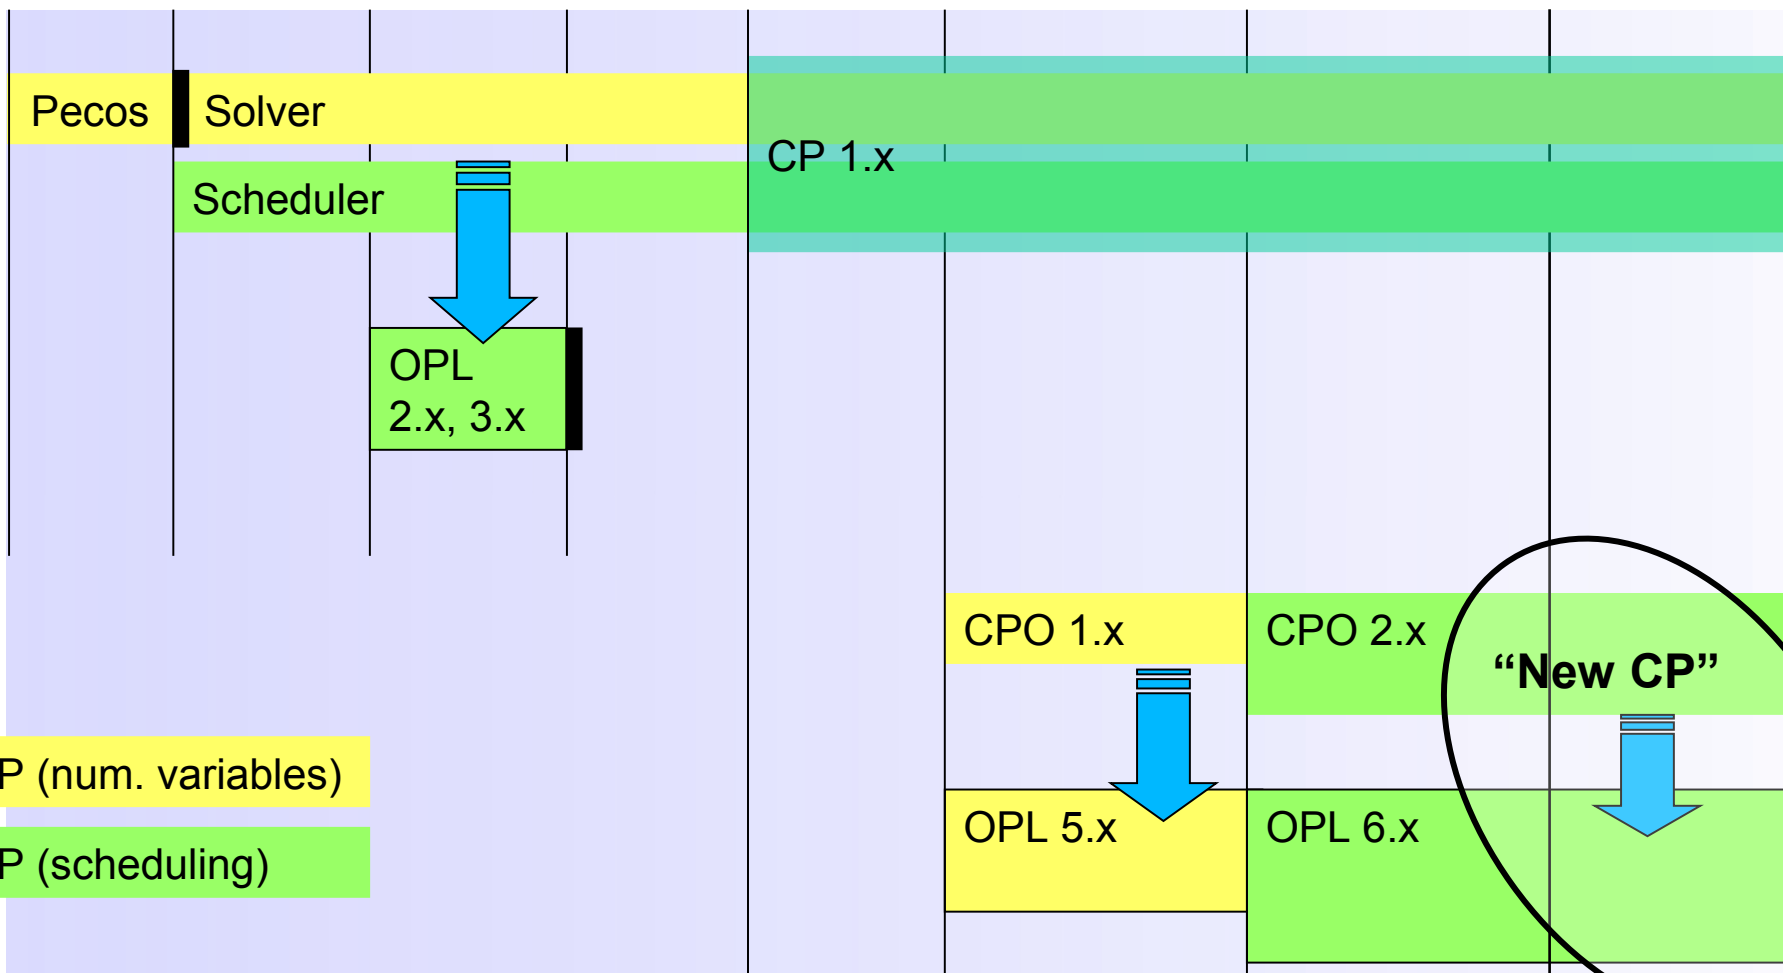 Pecos
Solver
CP 1.x
Scheduler
OPL
2.x, 3.x
CPO 1.x
CPO 2.x
“New CP”
P (num. variables)
OPL 5.x
OPL 6.x
P (scheduling)